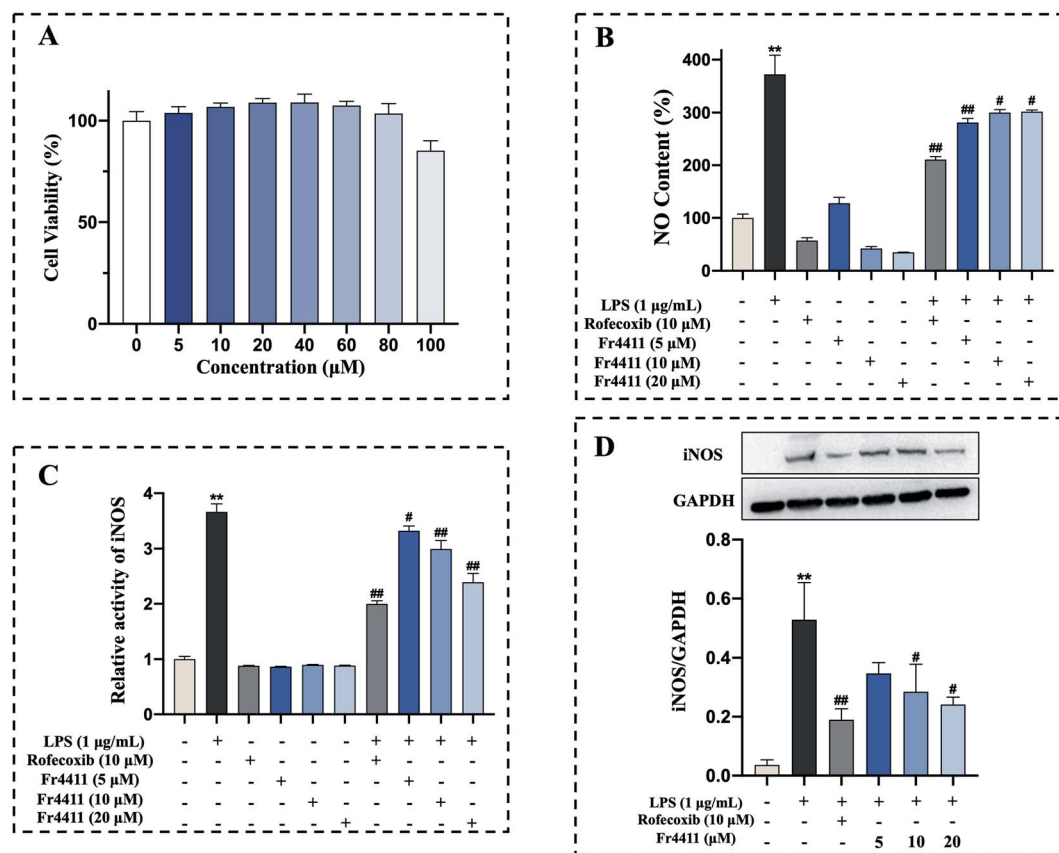 A
Cell Viability (%)
100
50
0
0 5 10 20 40 60 80 100
Concentration (μM)
B
NO Content (%)
400
300
200
100
0
** ## ## # #
LPS (1 μg/mL) - + - - - - + + + +
Rofecoxib (10 μM) - - + - - - + - - -
Fr4411 (5 μM) - - - + - - - + - -
Fr4411 (10 μM) - - - - + - - - + -
Fr4411 (20 μM) - - - - - + - - - +
C
Relative activity of iNOS
4
3
2
1
0
** ## # ## ##
LPS (1 μg/mL) - + - - - - + + + +
Rofecoxib (10 μM) - - + - - - + - - -
Fr4411 (5 μM) - - - + - - - + - -
Fr4411 (10 μM) - - - - + - - - + -
Fr4411 (20 μM) - - - - - + - - - +
D
iNOS
GAPDH
iNOS/GAPDH
0.8
0.6
0.4
0.2
0.0
** ## # #
LPS (1 μg/mL) - + + + + +
Rofecoxib (10 μM) - - + - - -
Fr4411 (μM) - - - 5 10 20